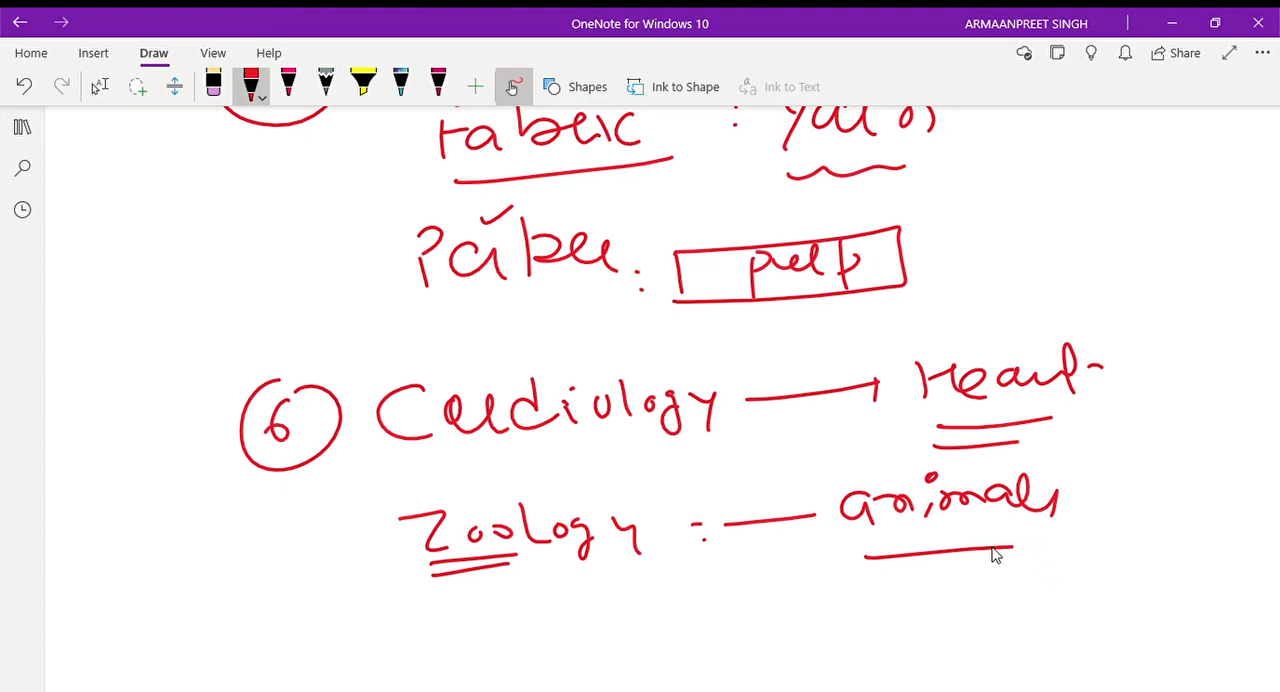 OneNote for Windows 10
ARMAANPREET SINGH
Home Insert Draw View Help
Share
Shapes Ink to Shape Ink to Text
Fabric : Yarn
Paper : pulp
6 Cardiology — Heart
Zoology : — animals